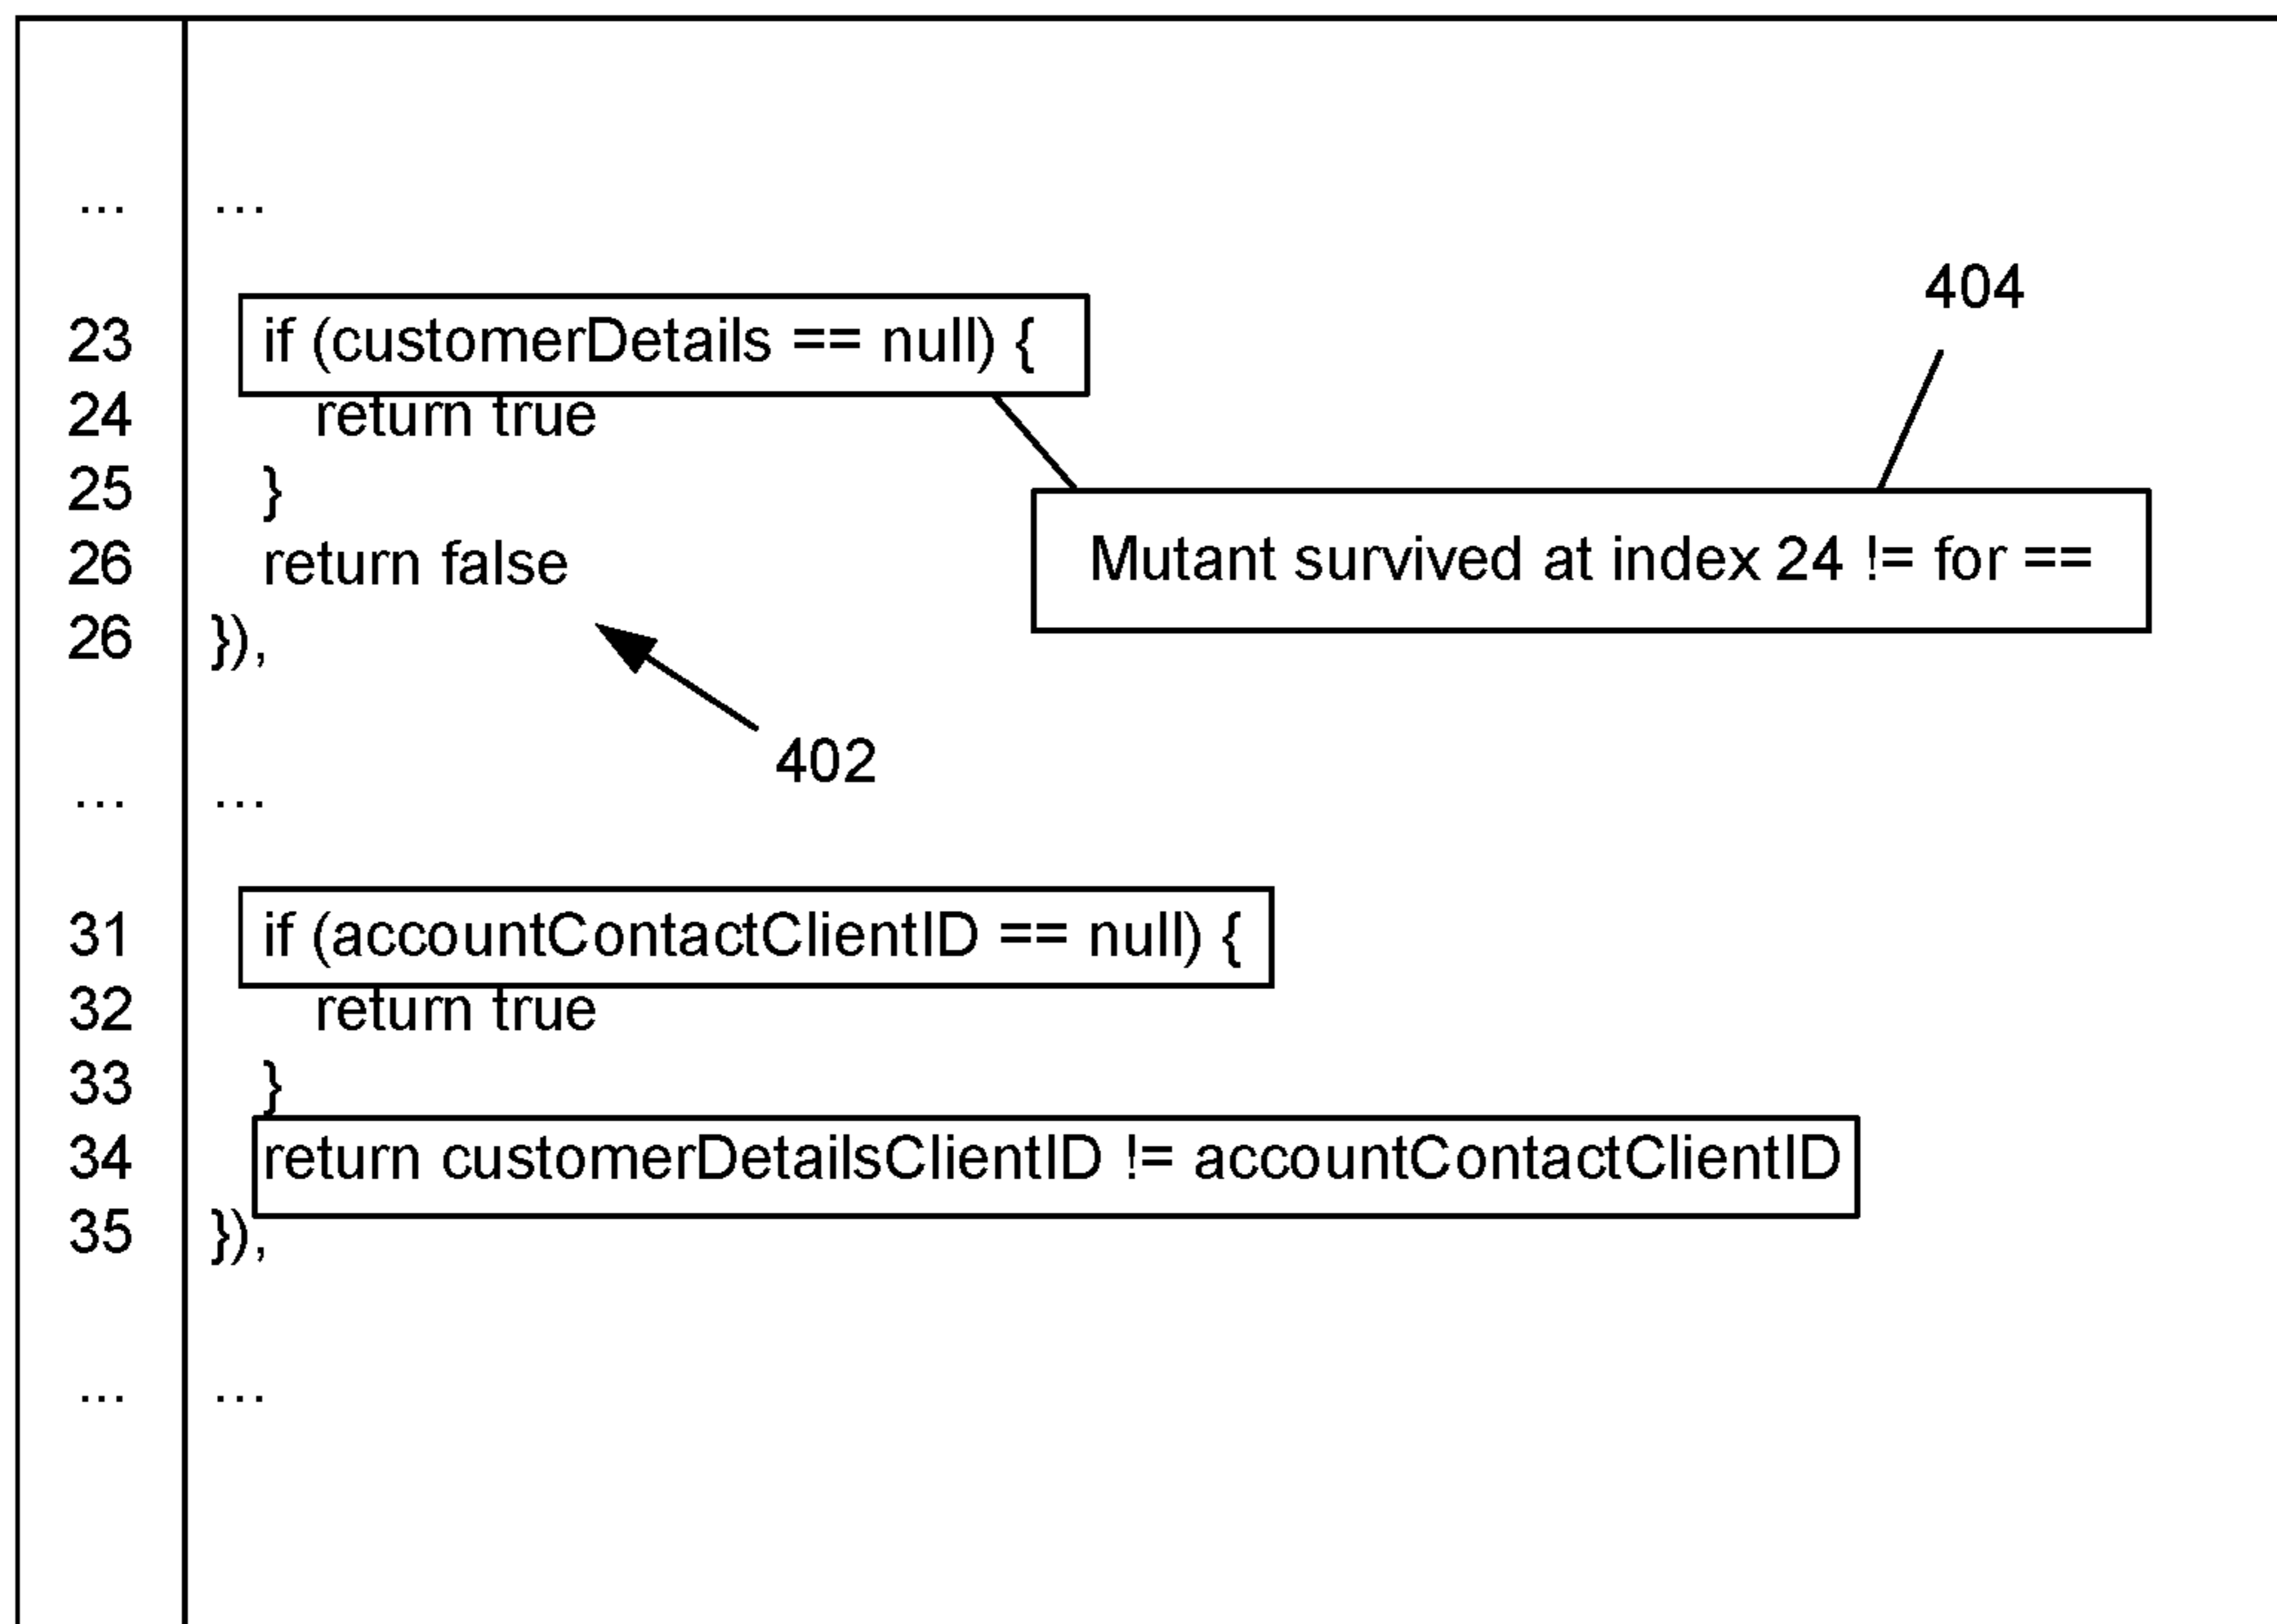 ... ...
404
23 if (customerDetails == null) {
24 return true
25 }
Mutant survived at index 24 != for ==
26 return false
26 }),
402
... ...
31 if (accountContactClientID == null) {
32 return true
33 }
34 return customerDetailsClientID != accountContactClientID
35 }),
... ...